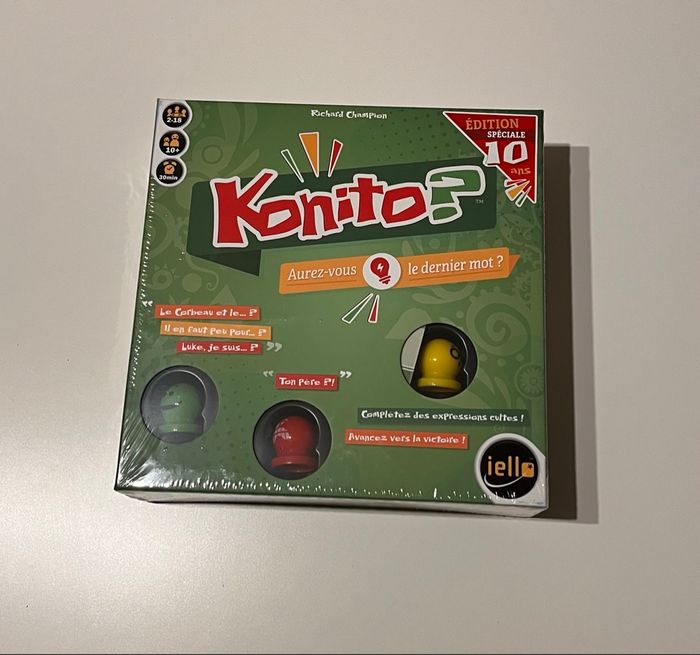 Richard Champion
2-18
10+
30min
ÉDITION
SPÉCIALE
10
ans
Konito?
TM
Aurez-vous le dernier mot ?
Le Corbeau et le... ?
Il en faut peu pour... ?
Luke, je suis... ?
"
" Ton père ?! "
Complétez des expressions cultes !
Avancez vers la victoire !
iello